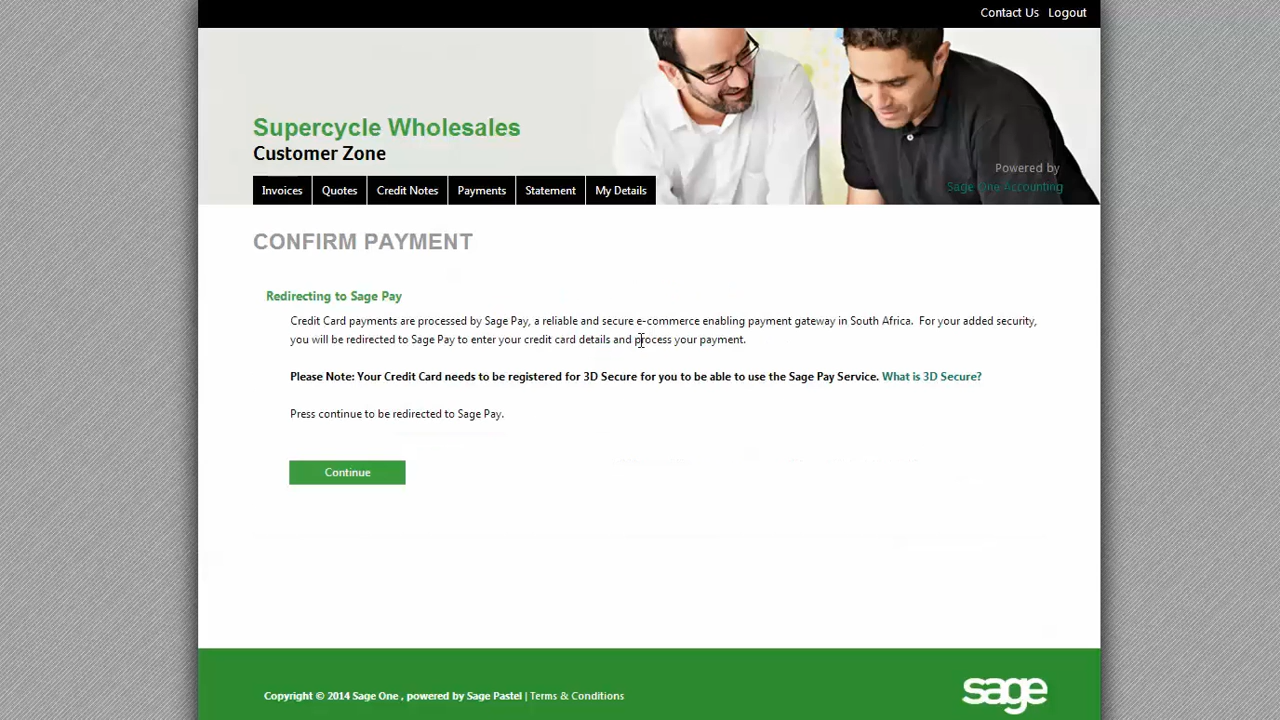 Contact Us Logout
Supercycle Wholesales
Customer Zone
Powered by
Sage One Accounting
Invoices Quotes Credit Notes Payments Statement My Details
CONFIRM PAYMENT
Redirecting to Sage Pay
Credit Card payments are processed by Sage Pay, a reliable and secure e-commerce enabling payment gateway in South Africa. For your added security,
you will be redirected to Sage Pay to enter your credit card details and process your payment.
Please Note: Your Credit Card needs to be registered for 3D Secure for you to be able to use the Sage Pay Service. What is 3D Secure?
Press continue to be redirected to Sage Pay.
Continue
Copyright © 2014 Sage One , powered by Sage Pastel | Terms & Conditions
sage